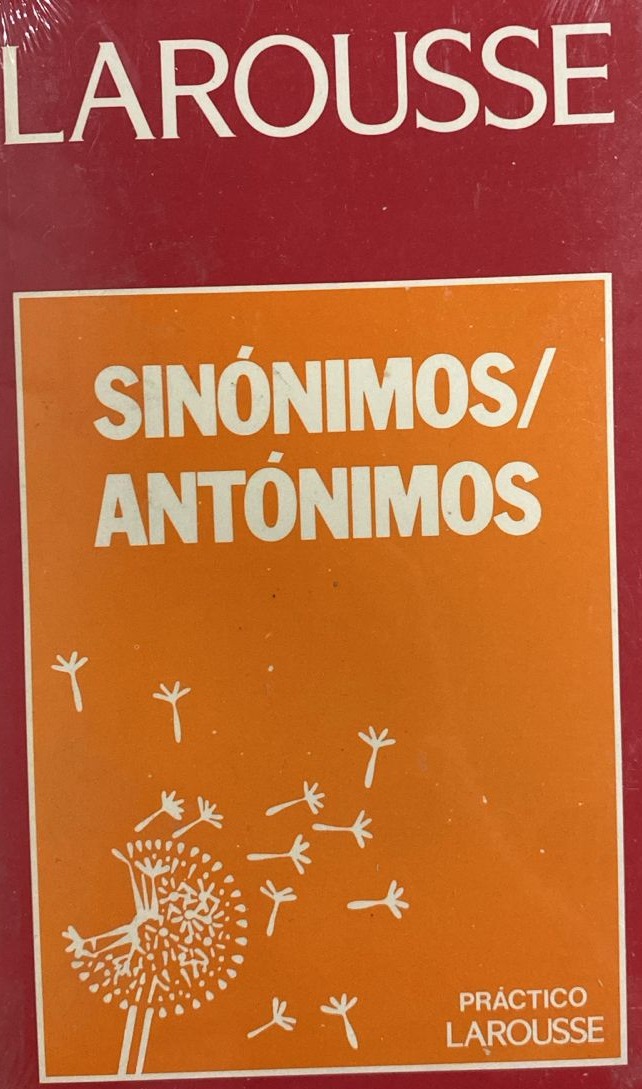 LAROUSSE
SINÓNIMOS/
ANTÓNIMOS
PRÁCTICO
LAROUSSE